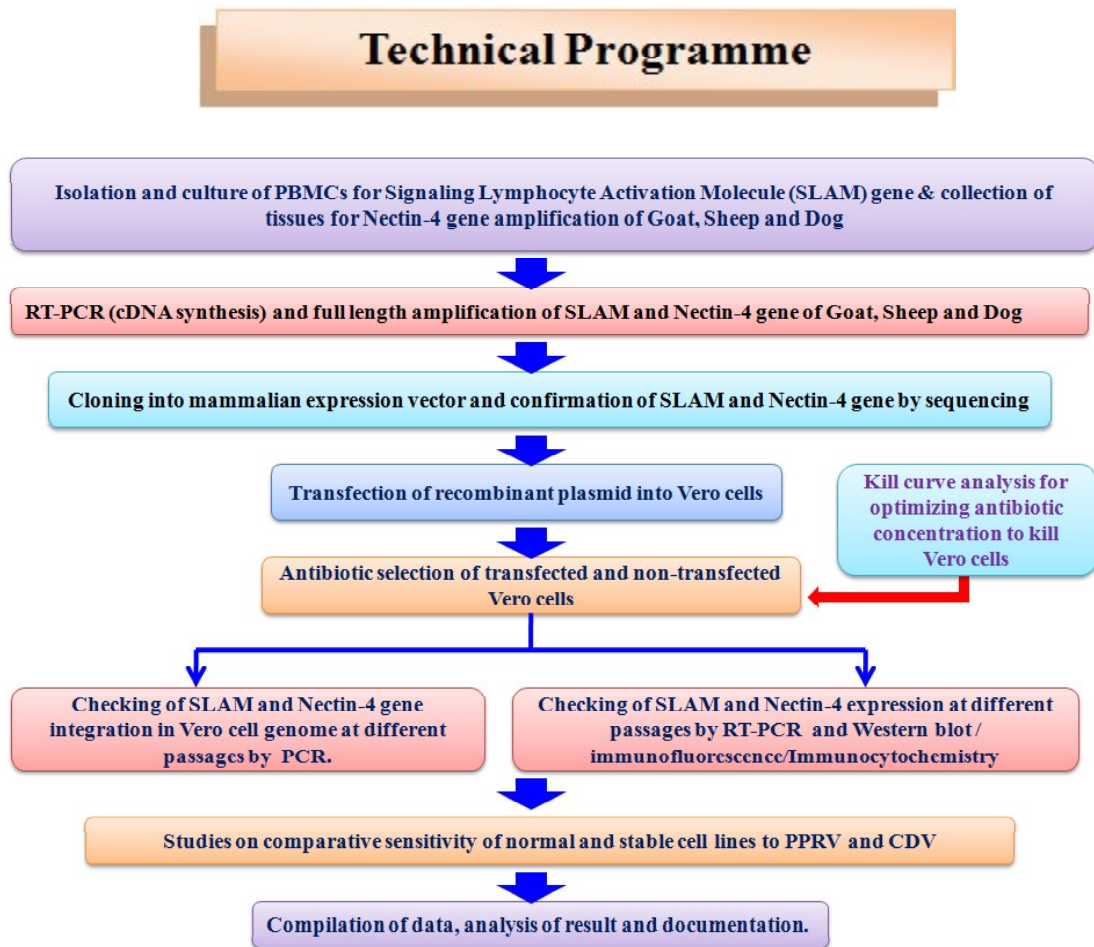 Technical Programme
Isolation and culture of PBMCs for Signaling Lymphocyte Activation Molecule (SLAM) gene & collection of
tissues for Nectin-4 gene amplification of Goat, Sheep and Dog
RT-PCR (cDNA synthesis) and full length amplification of SLAM and Nectin-4 gene of Goat, Sheep and Dog
Cloning into mammalian expression vector and confirmation of SLAM and Nectin-4 gene by sequencing
Transfection of recombinant plasmid into Vero cells
Kill curve analysis for
optimizing antibiotic
concentration to kill
Vero cells
Antibiotic selection of transfected and non-transfected
Vero cells
Checking of SLAM and Nectin-4 gene
integration in Vero cell genome at different
passages by PCR.
Checking of SLAM and Nectin-4 expression at different
passages by RT-PCR and Western blot /
immunofluorescence/Immunocytochemistry
Studies on comparative sensitivity of normal and stable cell lines to PPRV and CDV
Compilation of data, analysis of result and documentation.